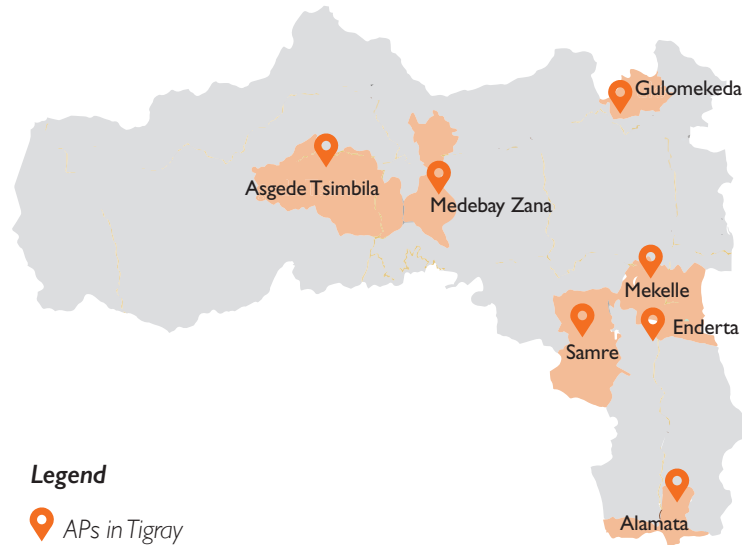 Gulomekeda
Asgede Tsimbila
Medebay Zana
Mekelle
Enderta
Samre
Legend
APs in Tigray
Alamata